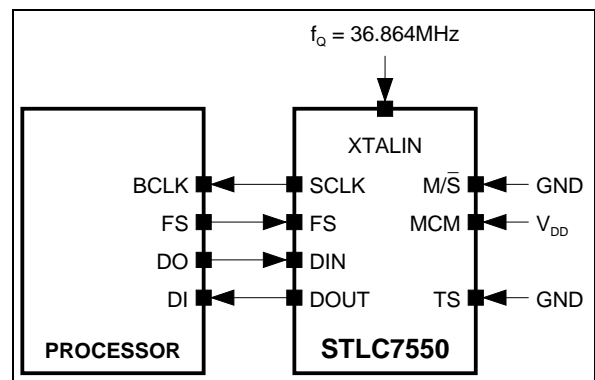 f_Q = 36.864MHz
XTALIN
BCLK SCLK M/S̅ GND
FS FS MCM V_DD
DO DIN
DI DOUT TS GND
PROCESSOR STLC7550